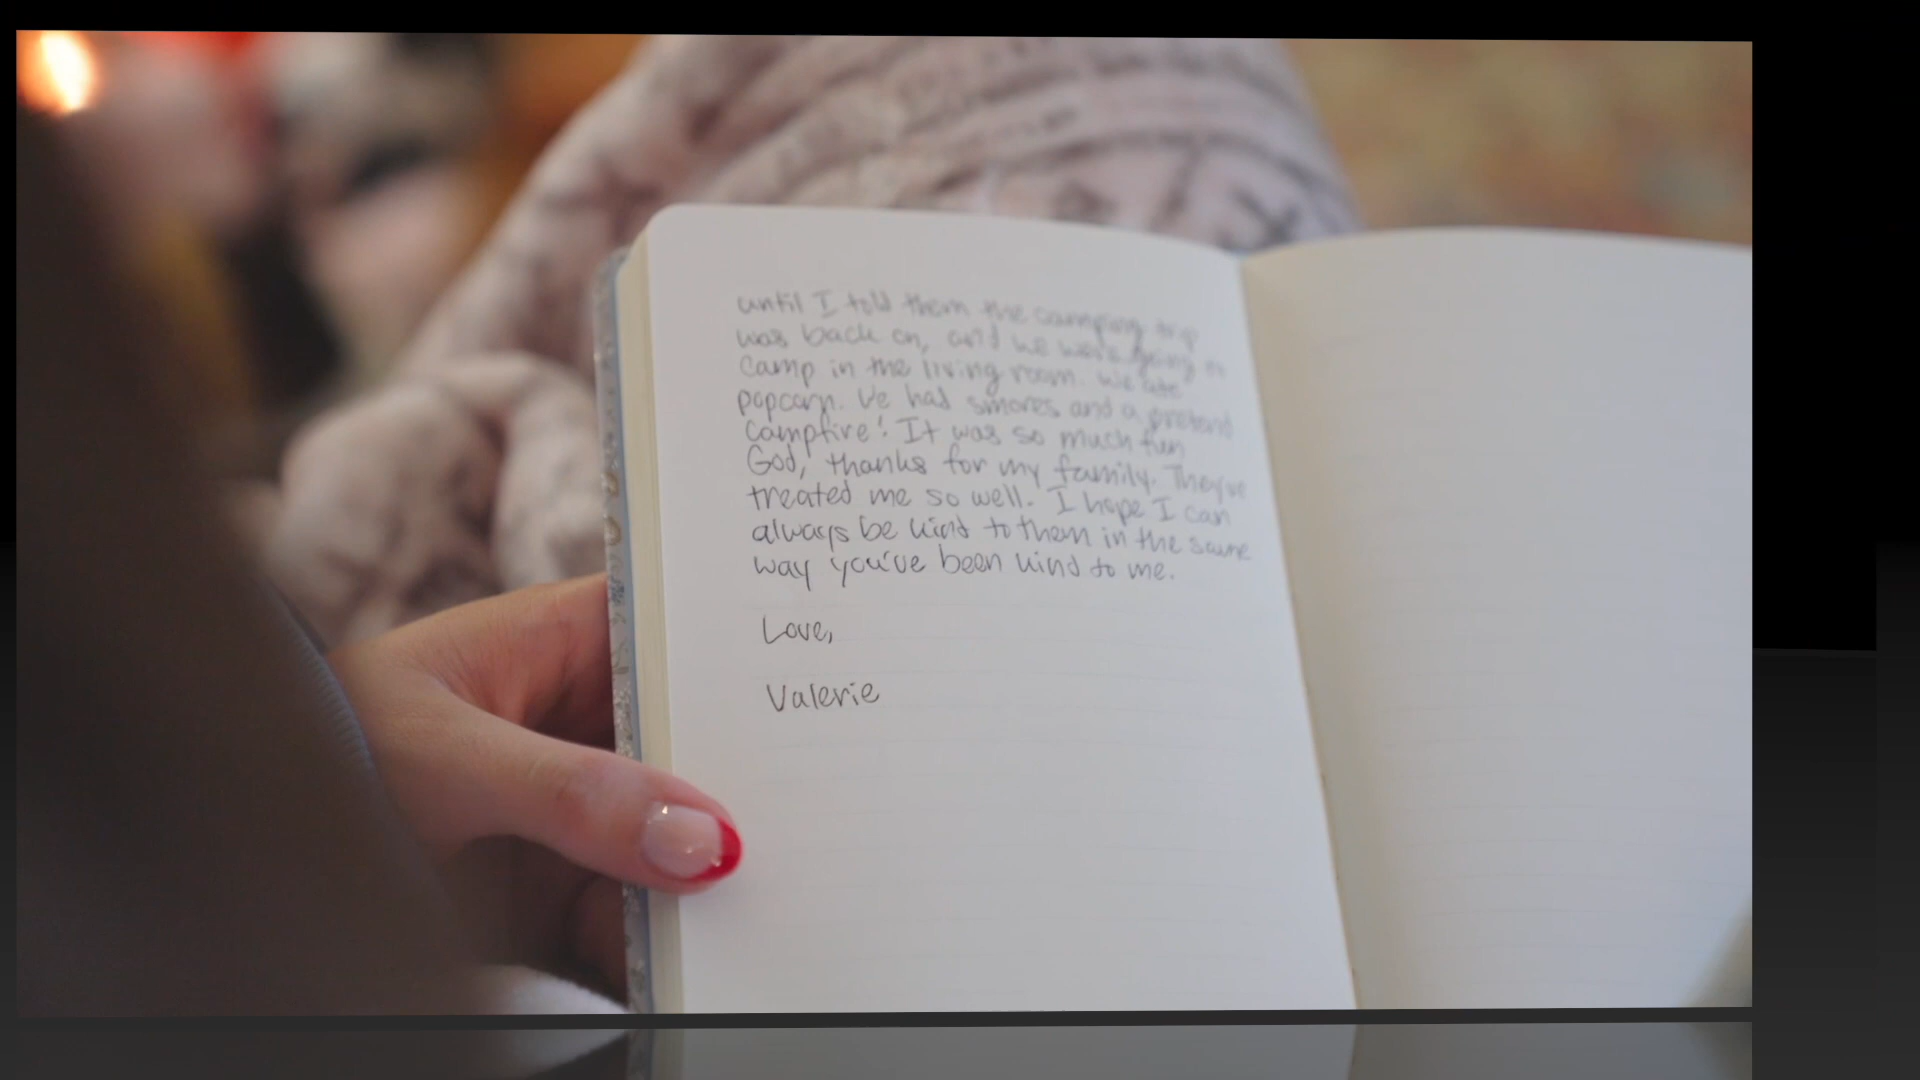 until I told them the camping trip
was back on, and we were going to
camp in the living room. We ate
popcorn. We had smores and a pretend
campfire! It was so much fun
God, thanks for my family. They've
treated me so well. I hope I can
always be kind to them in the same
way you've been kind to me.
Love,
Valerie